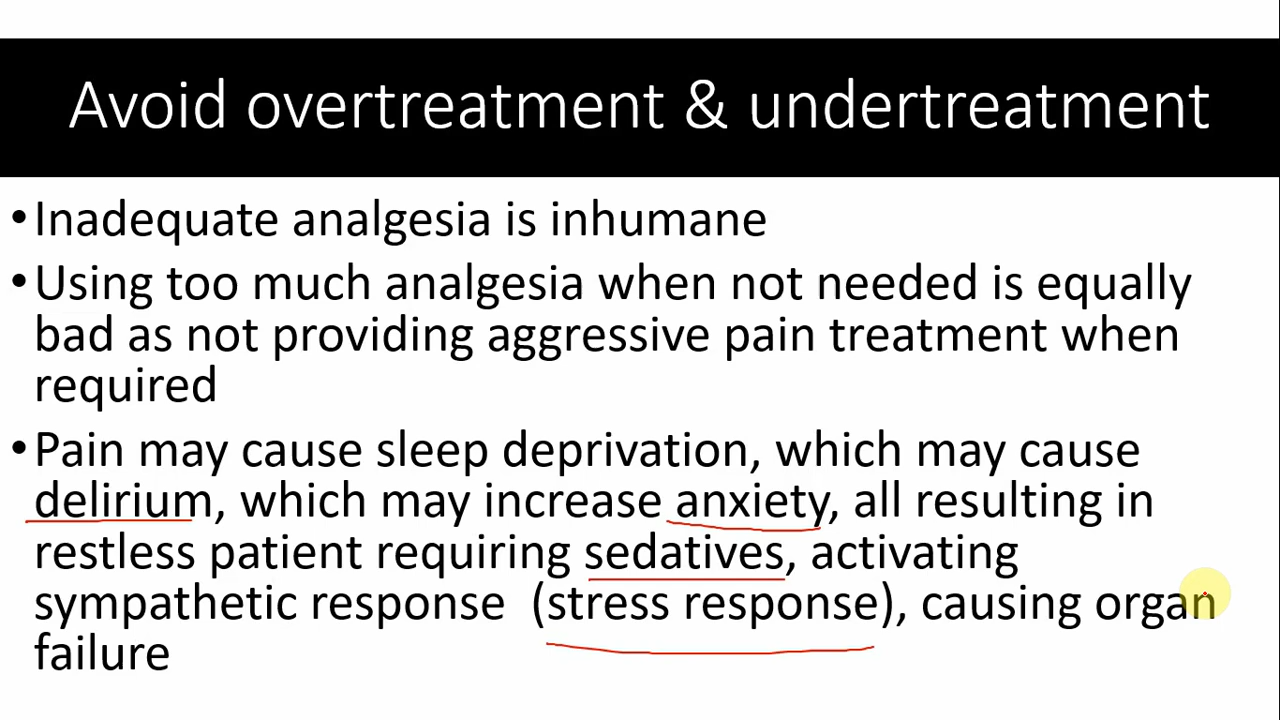 Avoid overtreatment & undertreatment
•Inadequate analgesia is inhumane
•Using too much analgesia when not needed is equally
bad as not providing aggressive pain treatment when
required
•Pain may cause sleep deprivation, which may cause
delirium, which may increase anxiety, all resulting in
restless patient requiring sedatives, activating
sympathetic response  (stress response), causing organ
failure